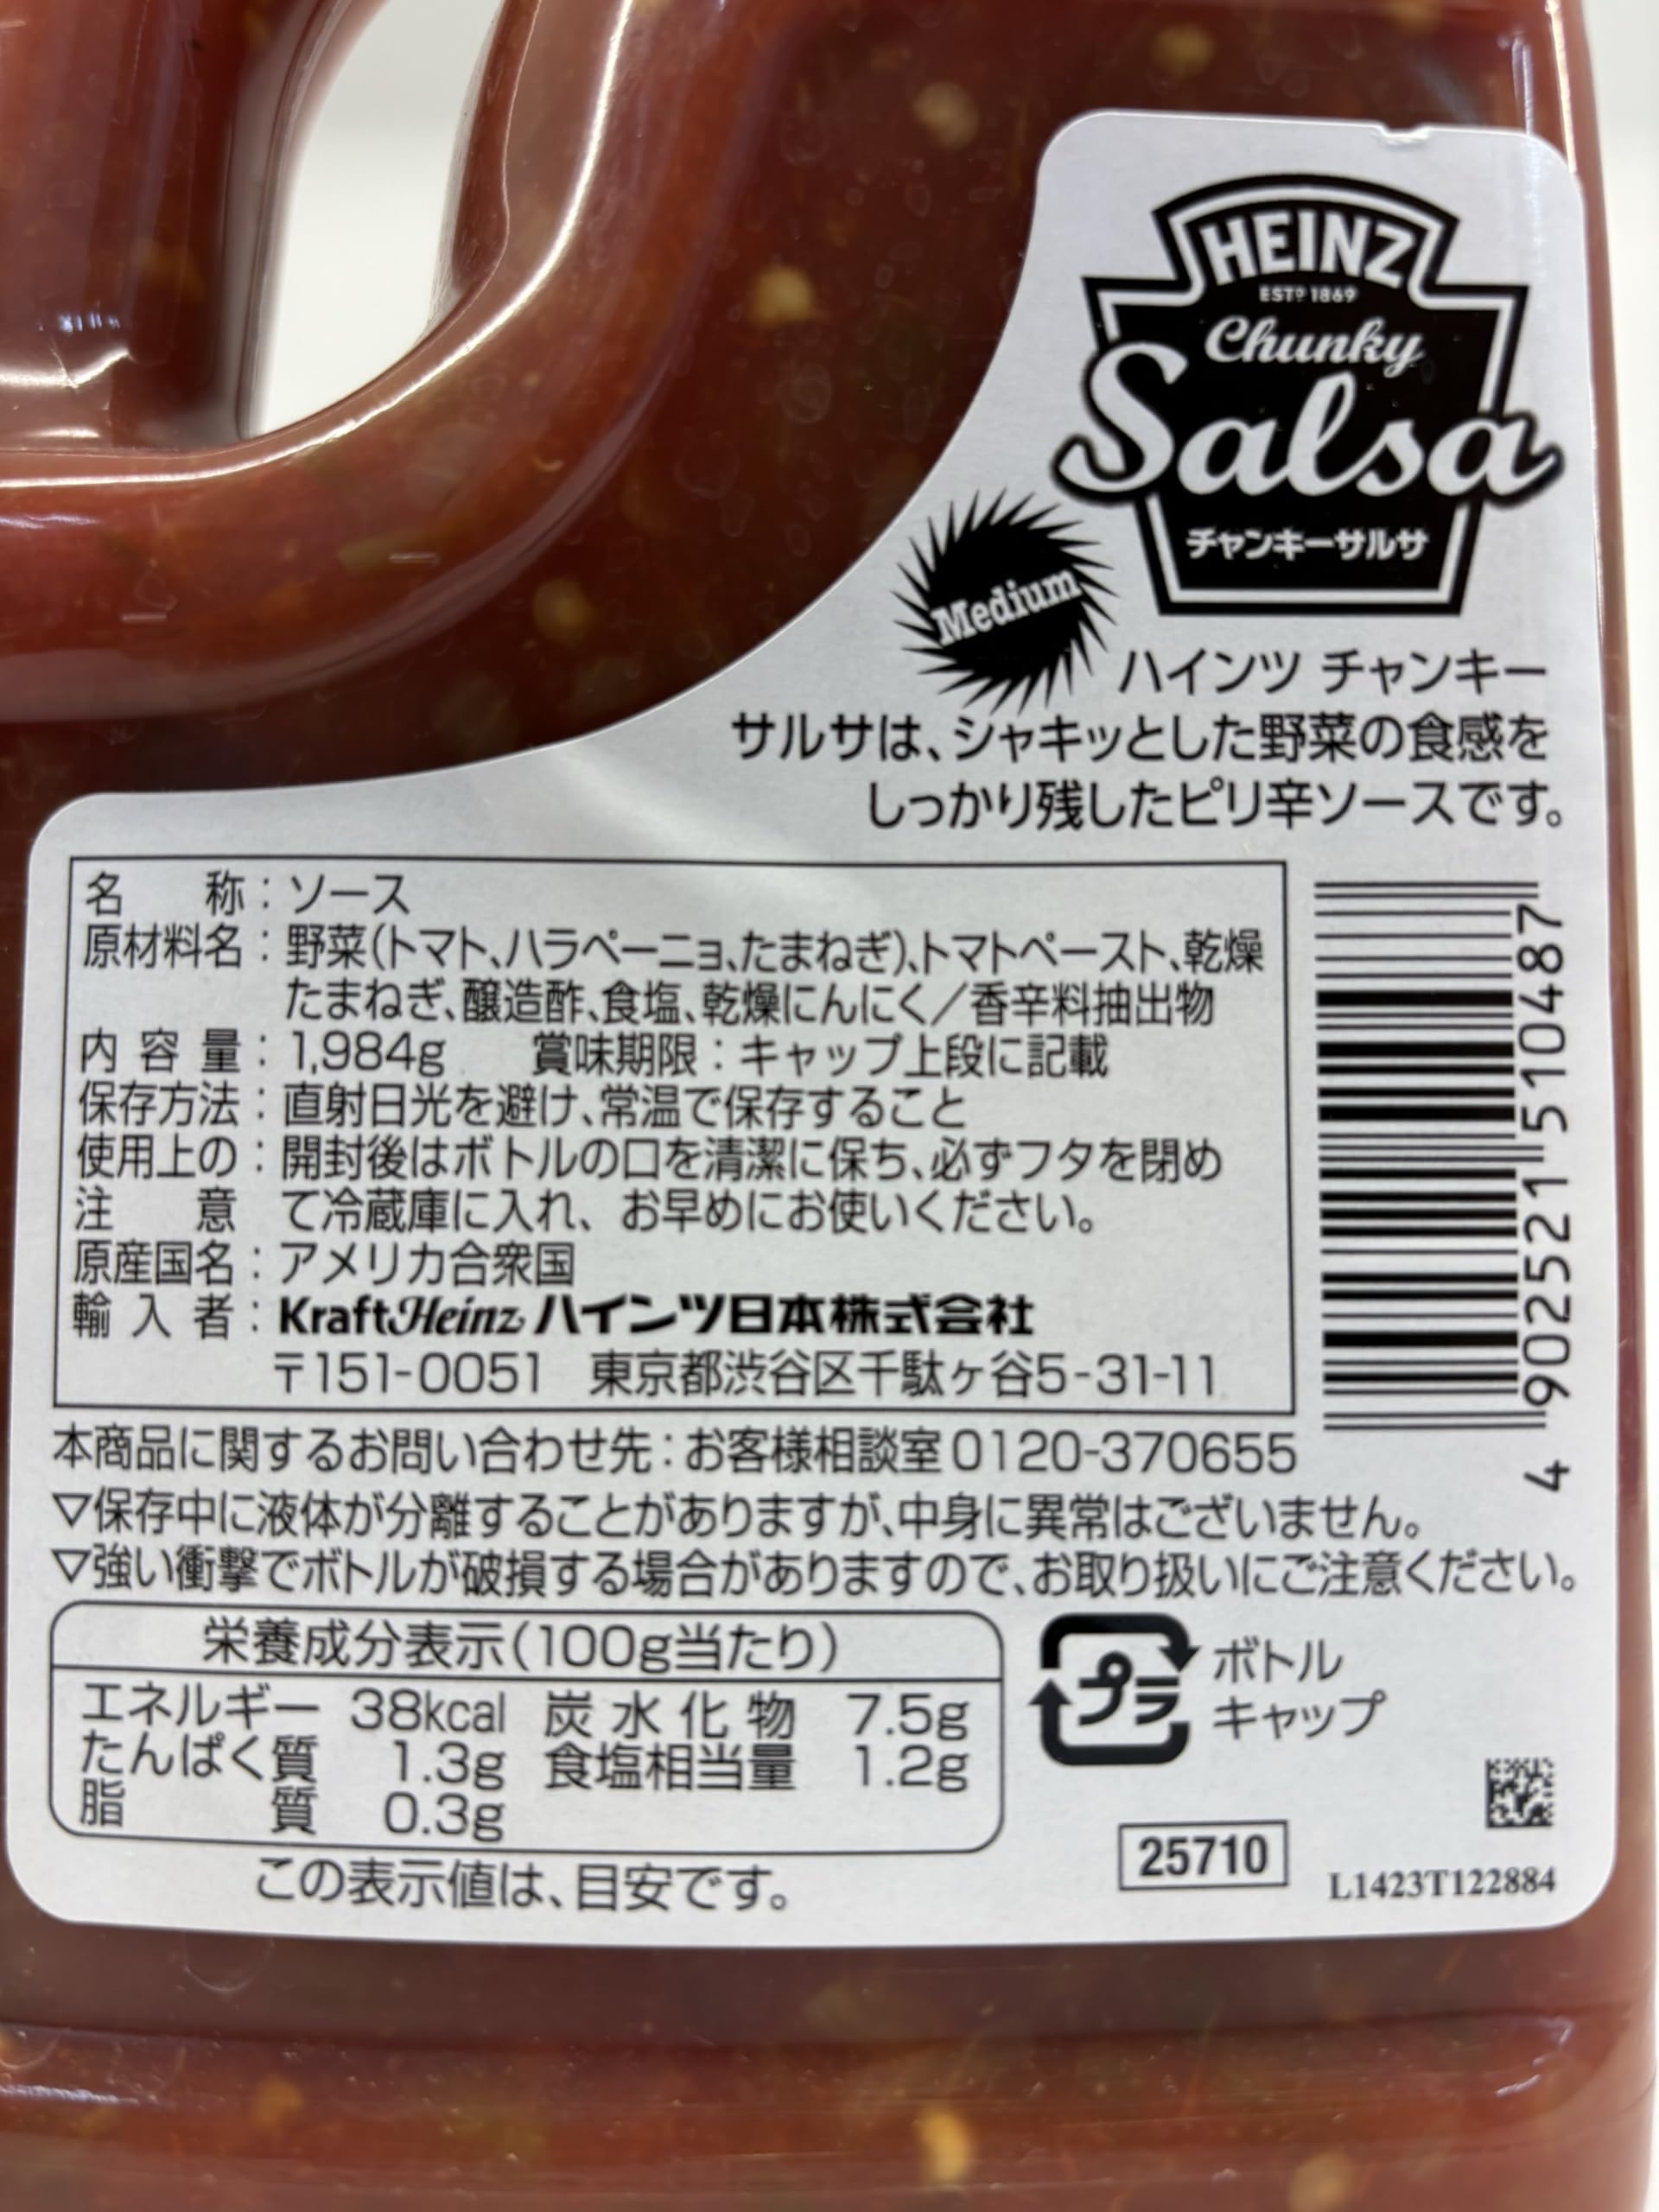 HEINZ
ESTD 1869
Chunky
Salsa
チャンキーサルサ
Medium
ハインツ チャンキー
サルサは、シャキッとした野菜の食感を
しっかり残したピリ辛ソースです。
名 称：ソース
原材料名：野菜（トマト、ハラペーニョ、たまねぎ）、トマトペースト、乾燥
たまねぎ、醸造酢、食塩、乾燥にんにく／香辛料抽出物
内容量：1,984g 賞味期限：キャップ上段に記載
保存方法：直射日光を避け、常温で保存すること
使用上の：開封後はボトルの口を清潔に保ち、必ずフタを閉め
注 意 て冷蔵庫に入れ、お早めにお使いください。
原産国名：アメリカ合衆国
輸入者：KraftHeinz ハインツ日本株式会社
〒151-0051 東京都渋谷区千駄ヶ谷5-31-11
4 902521 510487
本商品に関するお問い合わせ先：お客様相談室0120-370655
▽保存中に液体が分離することがありますが、中身に異常はございません。
▽強い衝撃でボトルが破損する場合がありますので、お取り扱いにご注意ください。
栄養成分表示（100g当たり）
エネルギー 38kcal 炭水化物 7.5g
たんぱく質 1.3g 食塩相当量 1.2g
脂 質 0.3g
この表示値は、目安です。
プラ
ボトル
キャップ
25710
L1423T122884